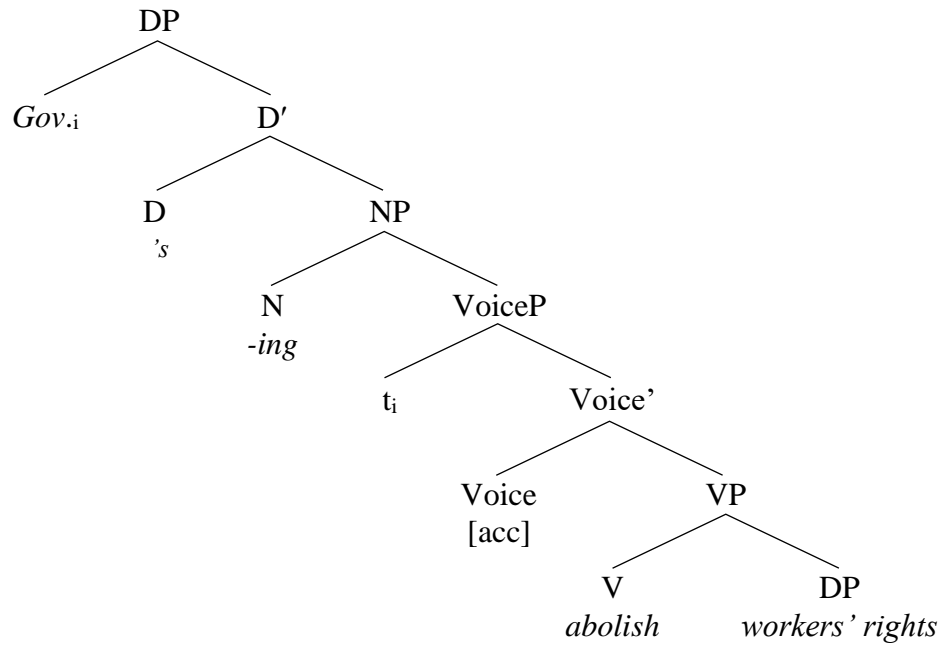 DP
Gov.i D′
D NP
’s
N VoiceP
-ing
ti Voice’
Voice VP
[acc]
V DP
abolish workers’ rights